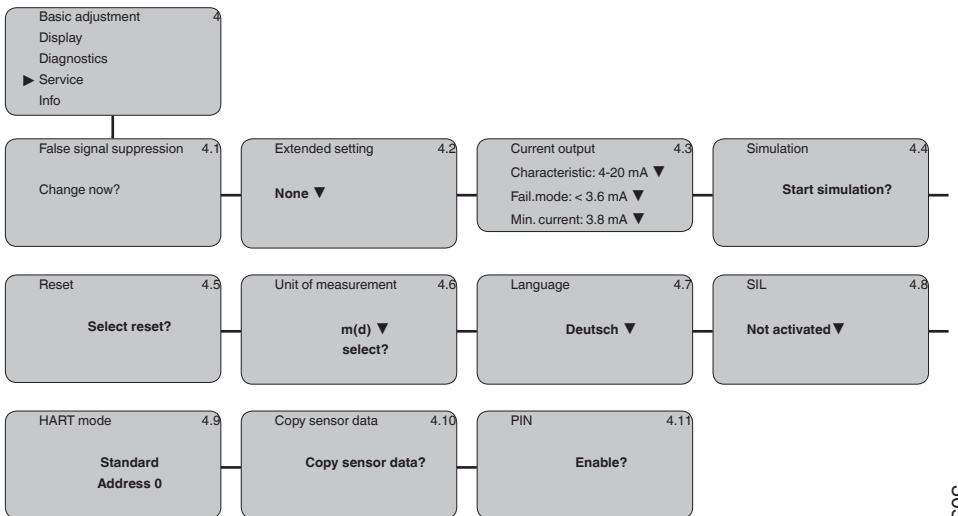 Basic adjustment 4
Display
Diagnostics
▶ Service
Info
False signal suppression 4.1
Change now?
Extended setting 4.2
None ▼
Current output 4.3
Characteristic: 4-20 mA ▼
Fail.mode: < 3.6 mA ▼
Min. current: 3.8 mA ▼
Simulation 4.4
Start simulation?
Reset 4.5
Select reset?
Unit of measurement 4.6
m(d) ▼
select?
Language 4.7
Deutsch ▼
SIL 4.8
Not activated ▼
HART mode 4.9
Standard
Address 0
Copy sensor data 4.10
Copy sensor data?
PIN 4.11
Enable?